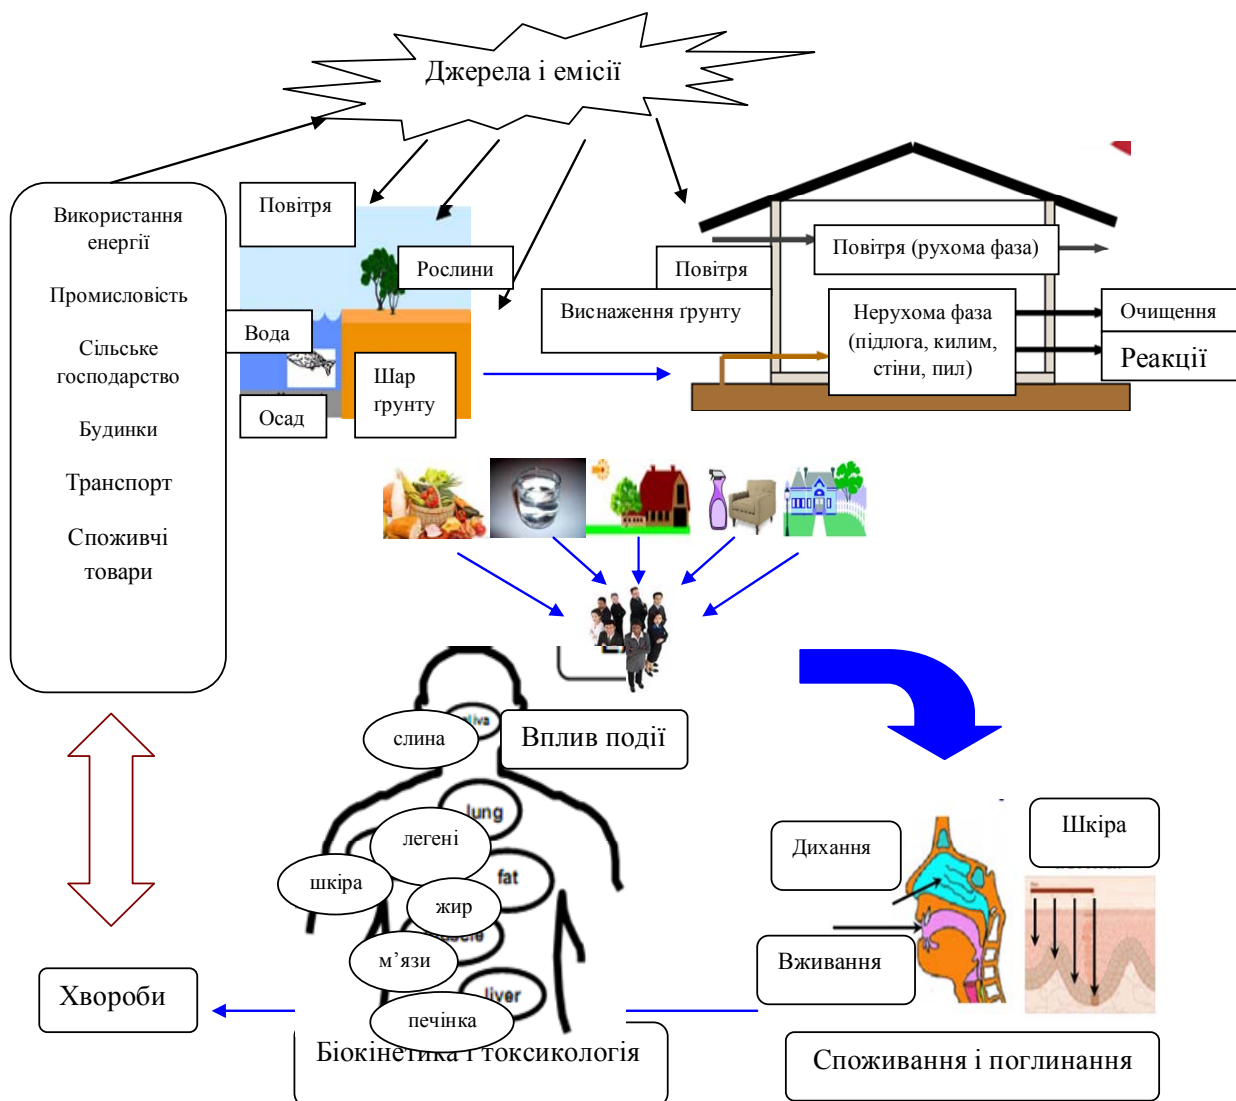 Джерела і емісії
Використання
енергії
Промисловість
Сільське
господарство
Будинки
Транспорт
Споживчі
товари
Повітря
Рослини
Вода
Шар
ґрунту
Осад
Повітря
Виснаження ґрунту
Повітря (рухома фаза)
Нерухома фаза
(підлога, килим,
стіни, пил)
Очищення
Реакції
слина
Вплив події
lung
легені
шкіра
fat
жир
м’язи
liver
печінка
Біокінетика і токсикологія
Хвороби
Дихання
Шкіра
Вживання
Споживання і поглинання